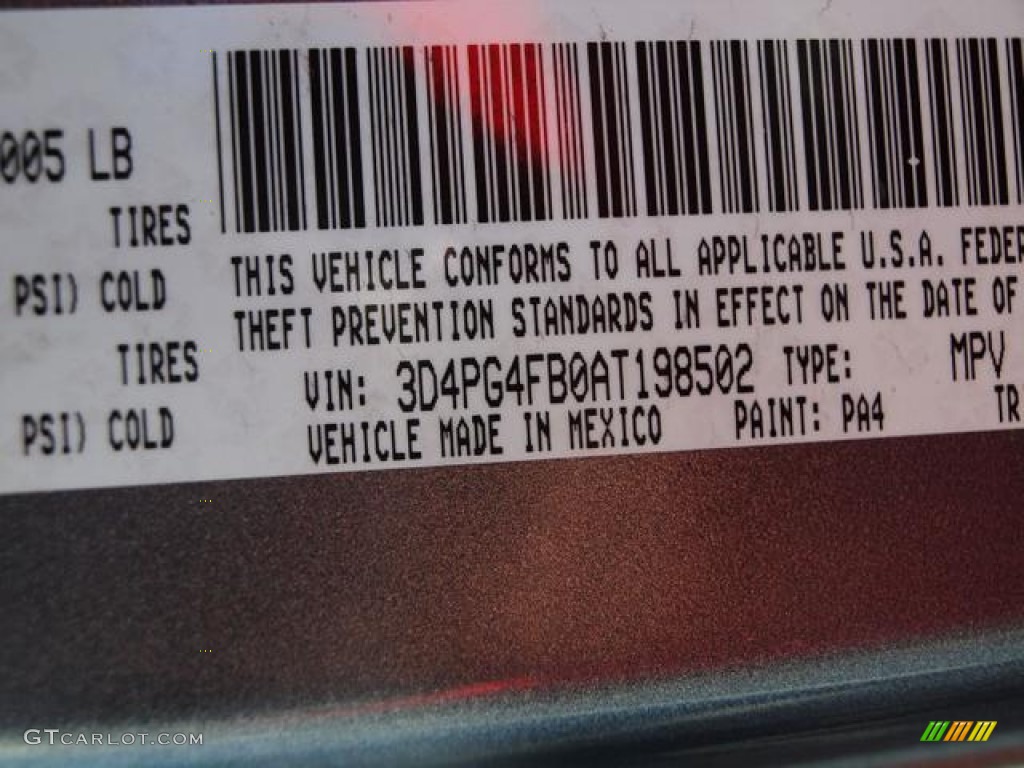 005 LB
TIRES
PSI) COLD
TIRES
PSI) COLD
THIS VEHICLE CONFORMS TO ALL APPLICABLE U.S.A. FEDER
THEFT PREVENTION STANDARDS IN EFFECT ON THE DATE OF
VIN: 3D4PG4FB0AT198502 TYPE: MPV
VEHICLE MADE IN MEXICO PAINT: PA4 TR
GTCARLOT.COM